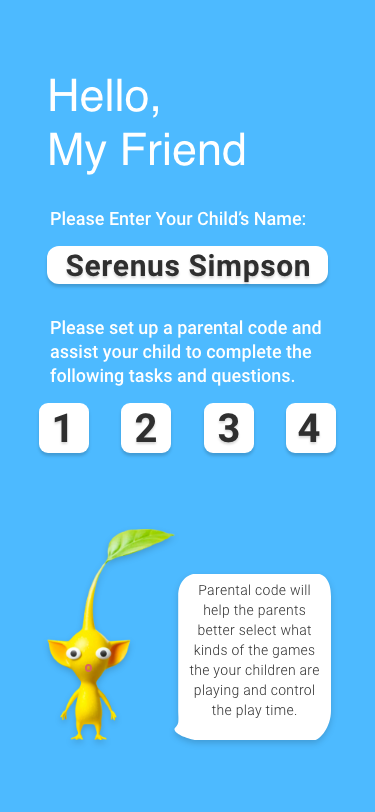 Hello,
My Friend
Please Enter Your Child's Name:
Serenus Simpson
Please set up a parental code and
assist your child to complete the
following tasks and questions.
1 2 3 4
Parental code will
help the parents
better select what
kinds of the games
the your children are
playing and control
the play time.